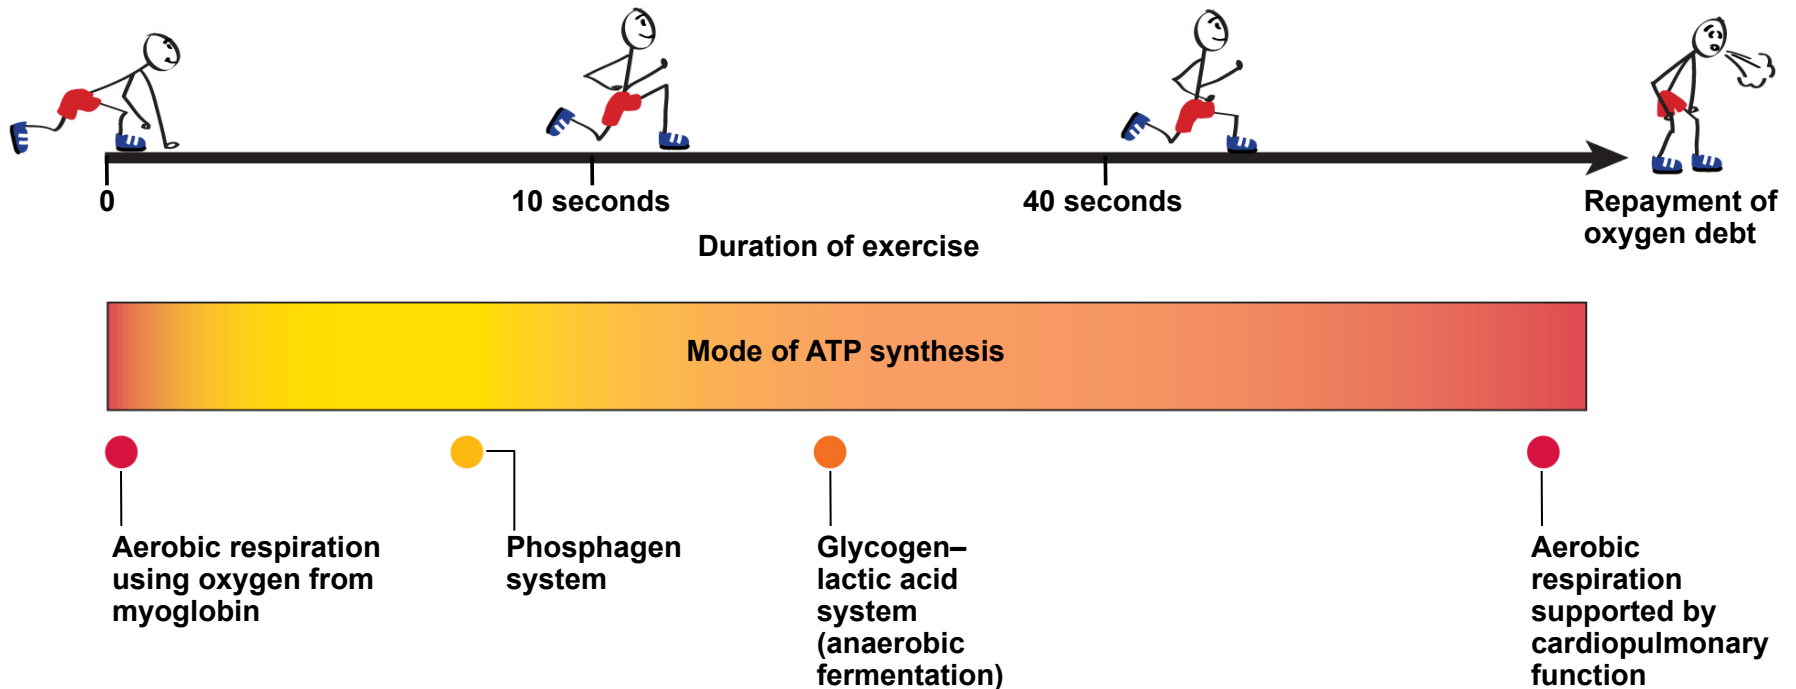 0
10 seconds
40 seconds
Repayment of
oxygen debt
Duration of exercise
Mode of ATP synthesis
Aerobic respiration
using oxygen from
myoglobin
Phosphagen
system
Glycogen–
lactic acid
system
(anaerobic
fermentation)
Aerobic
respiration
supported by
cardiopulmonary
function